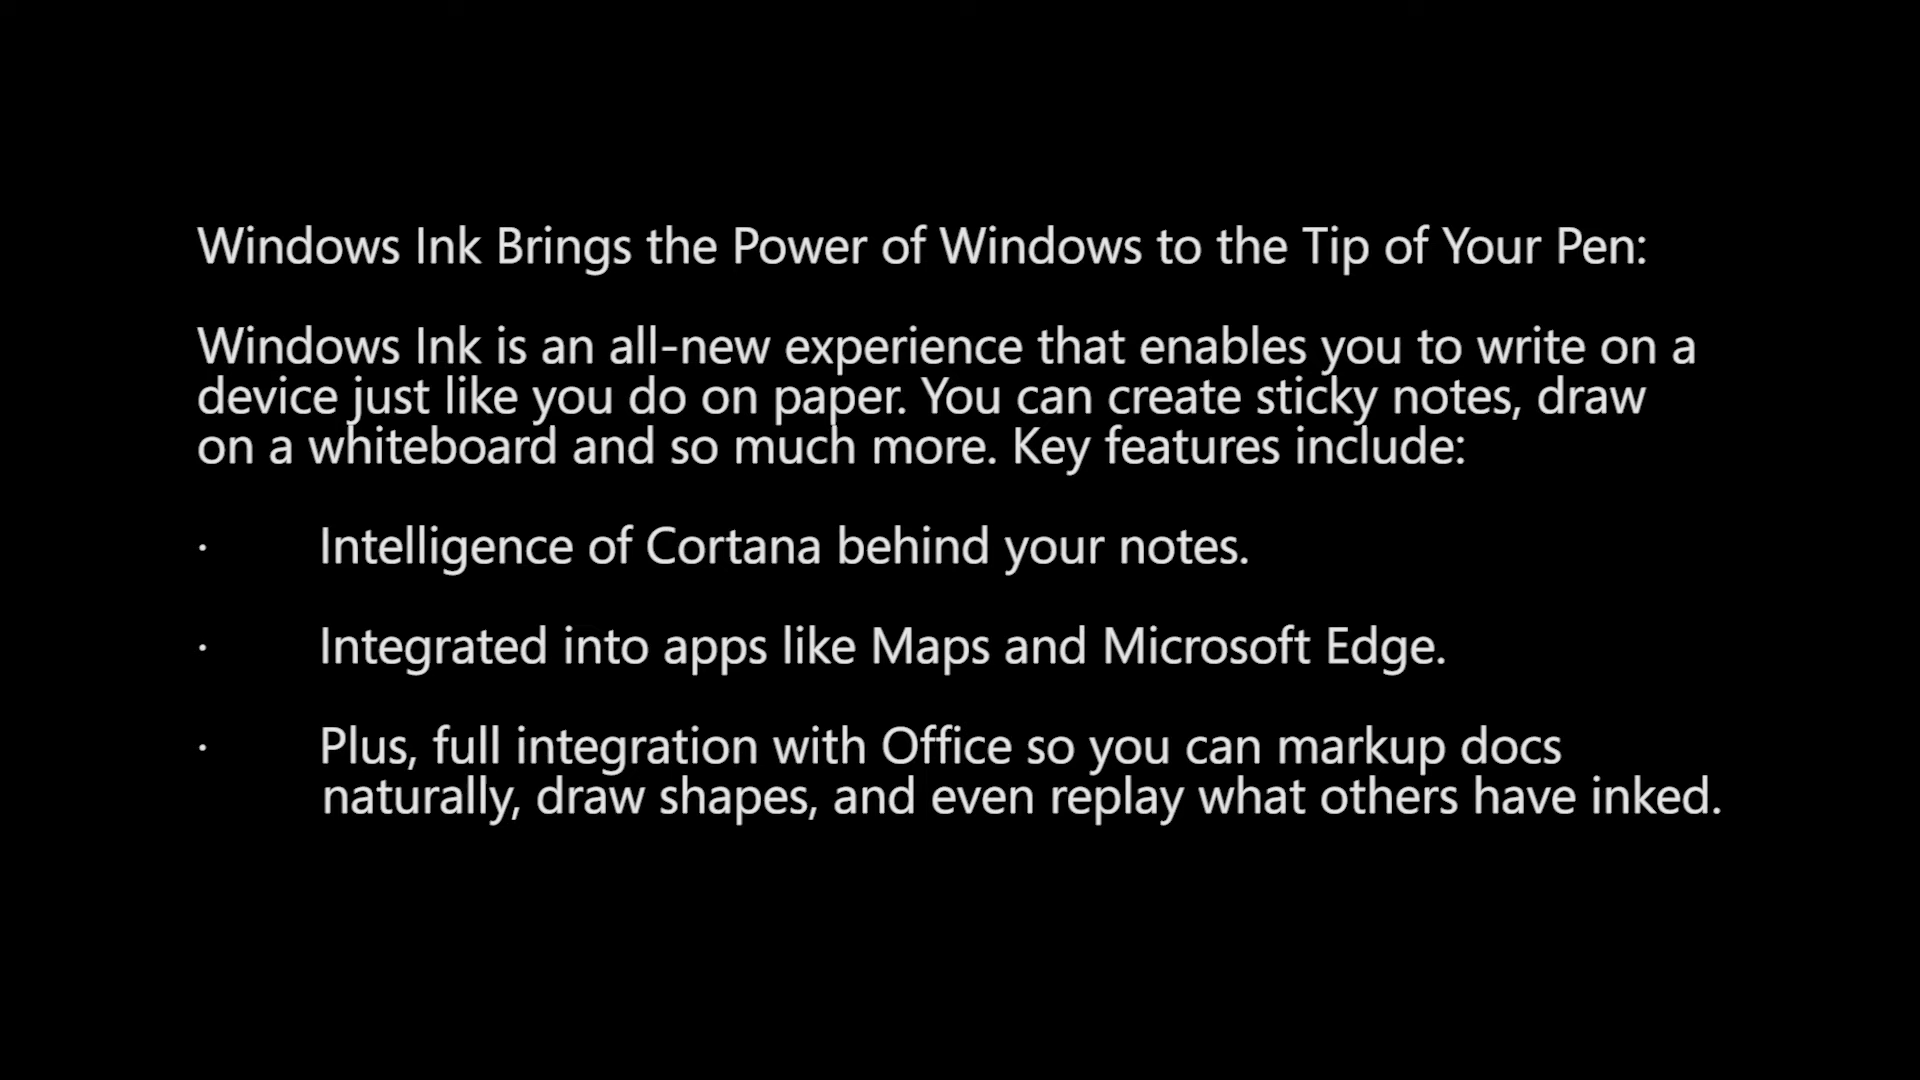 Windows Ink Brings the Power of Windows to the Tip of Your Pen:
Windows Ink is an all-new experience that enables you to write on a
device just like you do on paper. You can create sticky notes, draw
on a whiteboard and so much more. Key features include:
· Intelligence of Cortana behind your notes.
· Integrated into apps like Maps and Microsoft Edge.
· Plus, full integration with Office so you can markup docs
naturally, draw shapes, and even replay what others have inked.